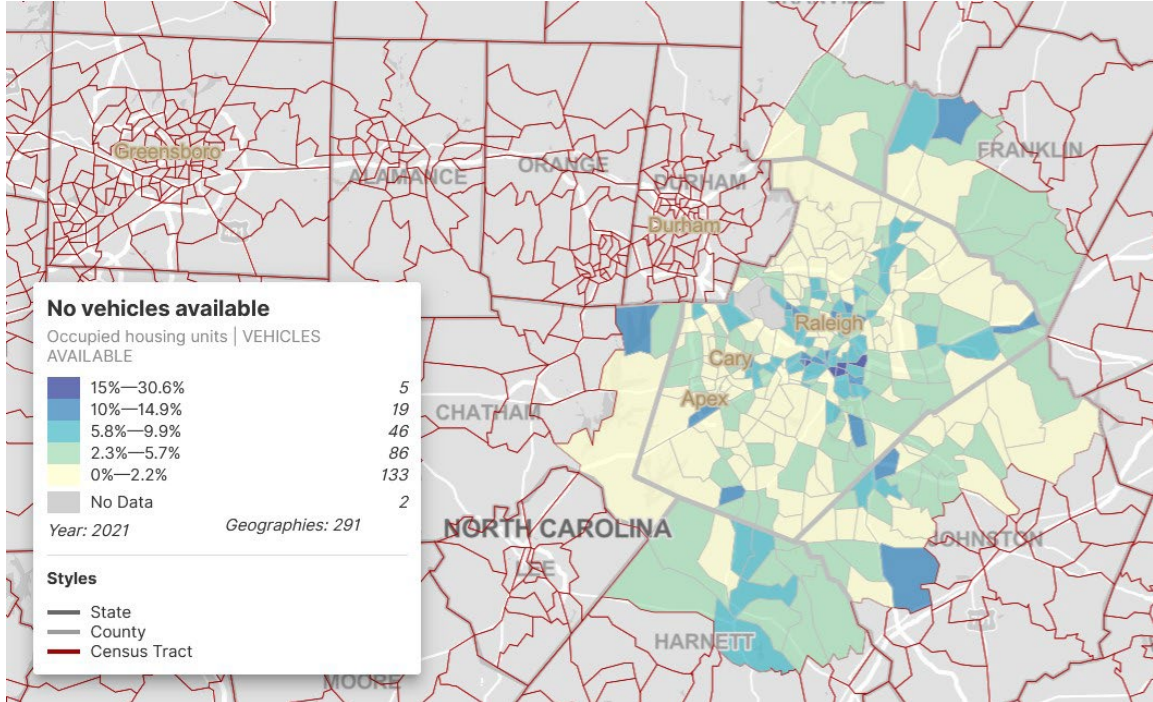 FRANKLIN
Greensboro
ALAMANCE
ORANGE
DURHAM
Durham
No vehicles available
Occupied housing units | VEHICLES
AVAILABLE
15%—30.6% 5
10%—14.9% 19
5.8%—9.9% 46
2.3%—5.7% 86
0%—2.2% 133
No Data 2
Year: 2021 Geographies: 291
Styles
State
County
Census Tract
Raleigh
Cary
Apex
CHATHAM
NORTH CAROLINA
LEE
JOHNSTON
HARNETT
MOORE